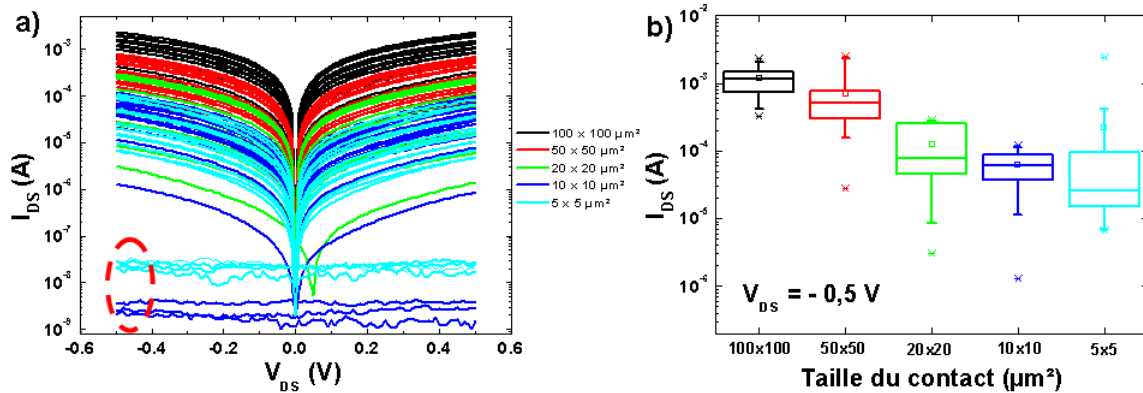 a)
10⁻²
10⁻³
10⁻⁴
10⁻⁵
10⁻⁶
10⁻⁷
10⁻⁸
10⁻⁹
I_DS (A)
-0.6 -0.4 -0.2 0.0 0.2 0.4 0.6
V_DS (V)
100 × 100 µm²
50 × 50 µm²
20 × 20 µm²
10 × 10 µm²
5 × 5 µm²
b)
10⁻²
10⁻³
10⁻⁴
10⁻⁵
10⁻⁶
I_DS (A)
V_DS = - 0,5 V
100x100 50x50 20x20 10x10 5x5
Taille du contact (µm²)